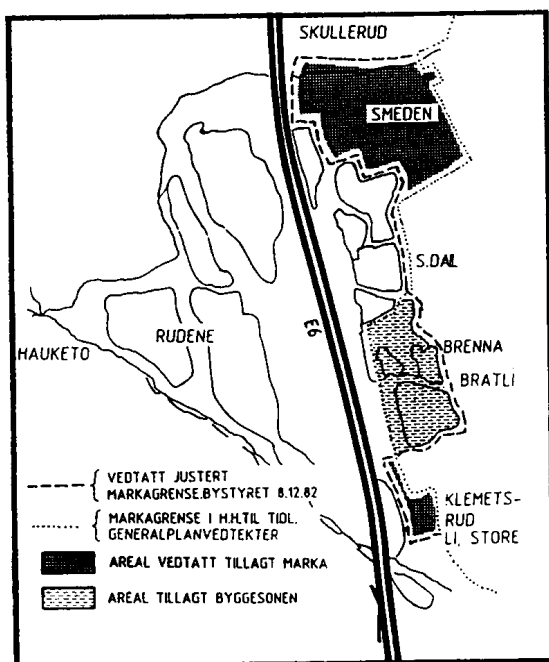 SKULLERUD
SMEDEN
S.DAL
E6
RUDENE
HAUKETO
BRENNA
BRATLI
KLEMETS-
RUD
LI, STORE
VEDTATT JUSTERT
MARKAGRENSE.BYSTYRET 8.12.82
MARKAGRENSE I H.H.TIL TIDL.
GENERALPLANVEDTEKTER
AREAL VEDTATT TILLAGT MARKA
AREAL TILLAGT BYGGESONEN